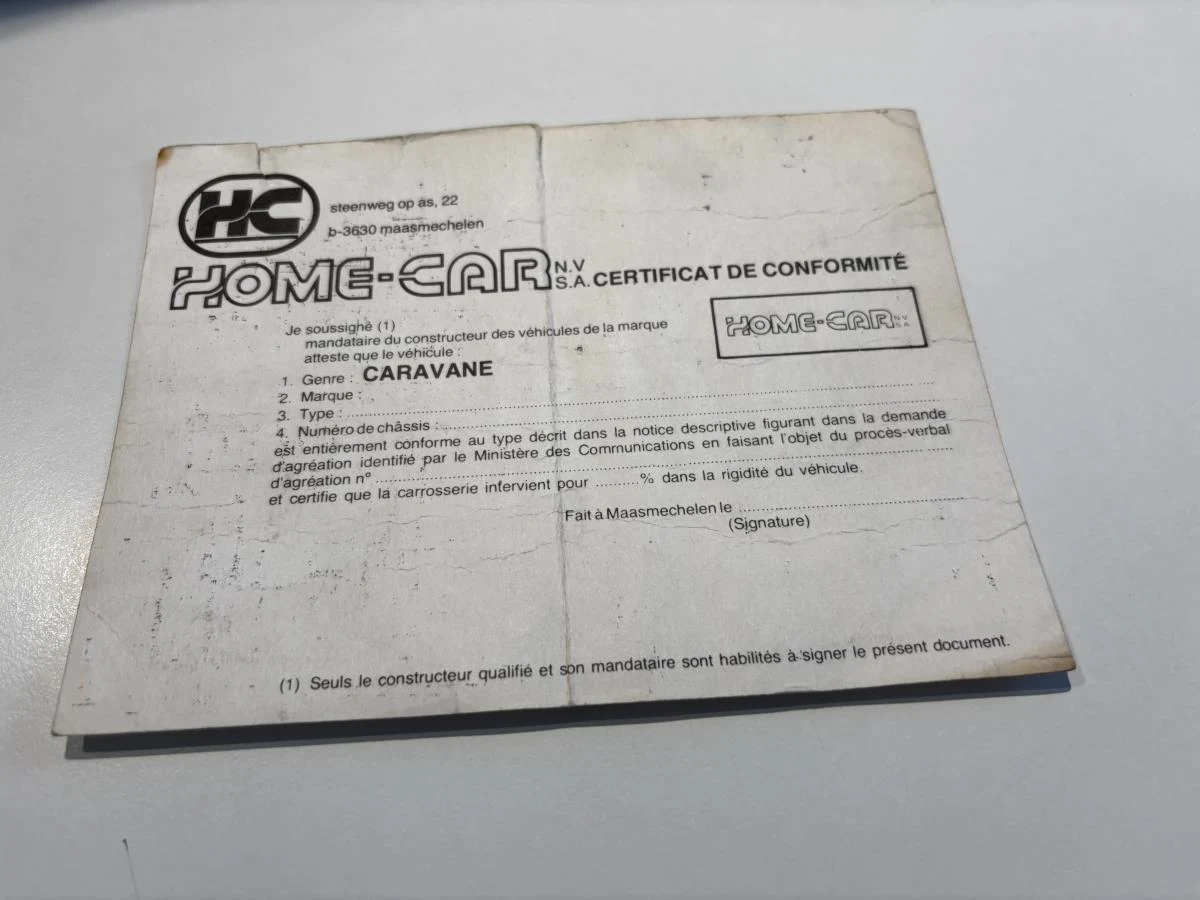 HC
steenweg op as, 22
b-3630 maasmechelen
HOME-CAR N.V
S.A. CERTIFICAT DE CONFORMITÉ
HOME-CAR N.V.
S.A.
Je soussigné (1)
mandataire du constructeur des véhicules de la marque
atteste que le véhicule :
1. Genre : CARAVANE
2. Marque :
3. Type : ........................................................................
4. Numéro de châssis : ........................................................................
est entièrement conforme au type décrit dans la notice descriptive figurant dans la demande
d'agréation identifié par le Ministère des Communications en faisant l'objet du procès-verbal
d'agréation n° ........................................................................
et certifie que la carrosserie intervient pour ..........% dans la rigidité du véhicule.
Fait à Maasmechelen le ........................................
(Signature)
(1) Seuls le constructeur qualifié et son mandataire sont habilités à signer le présent document.